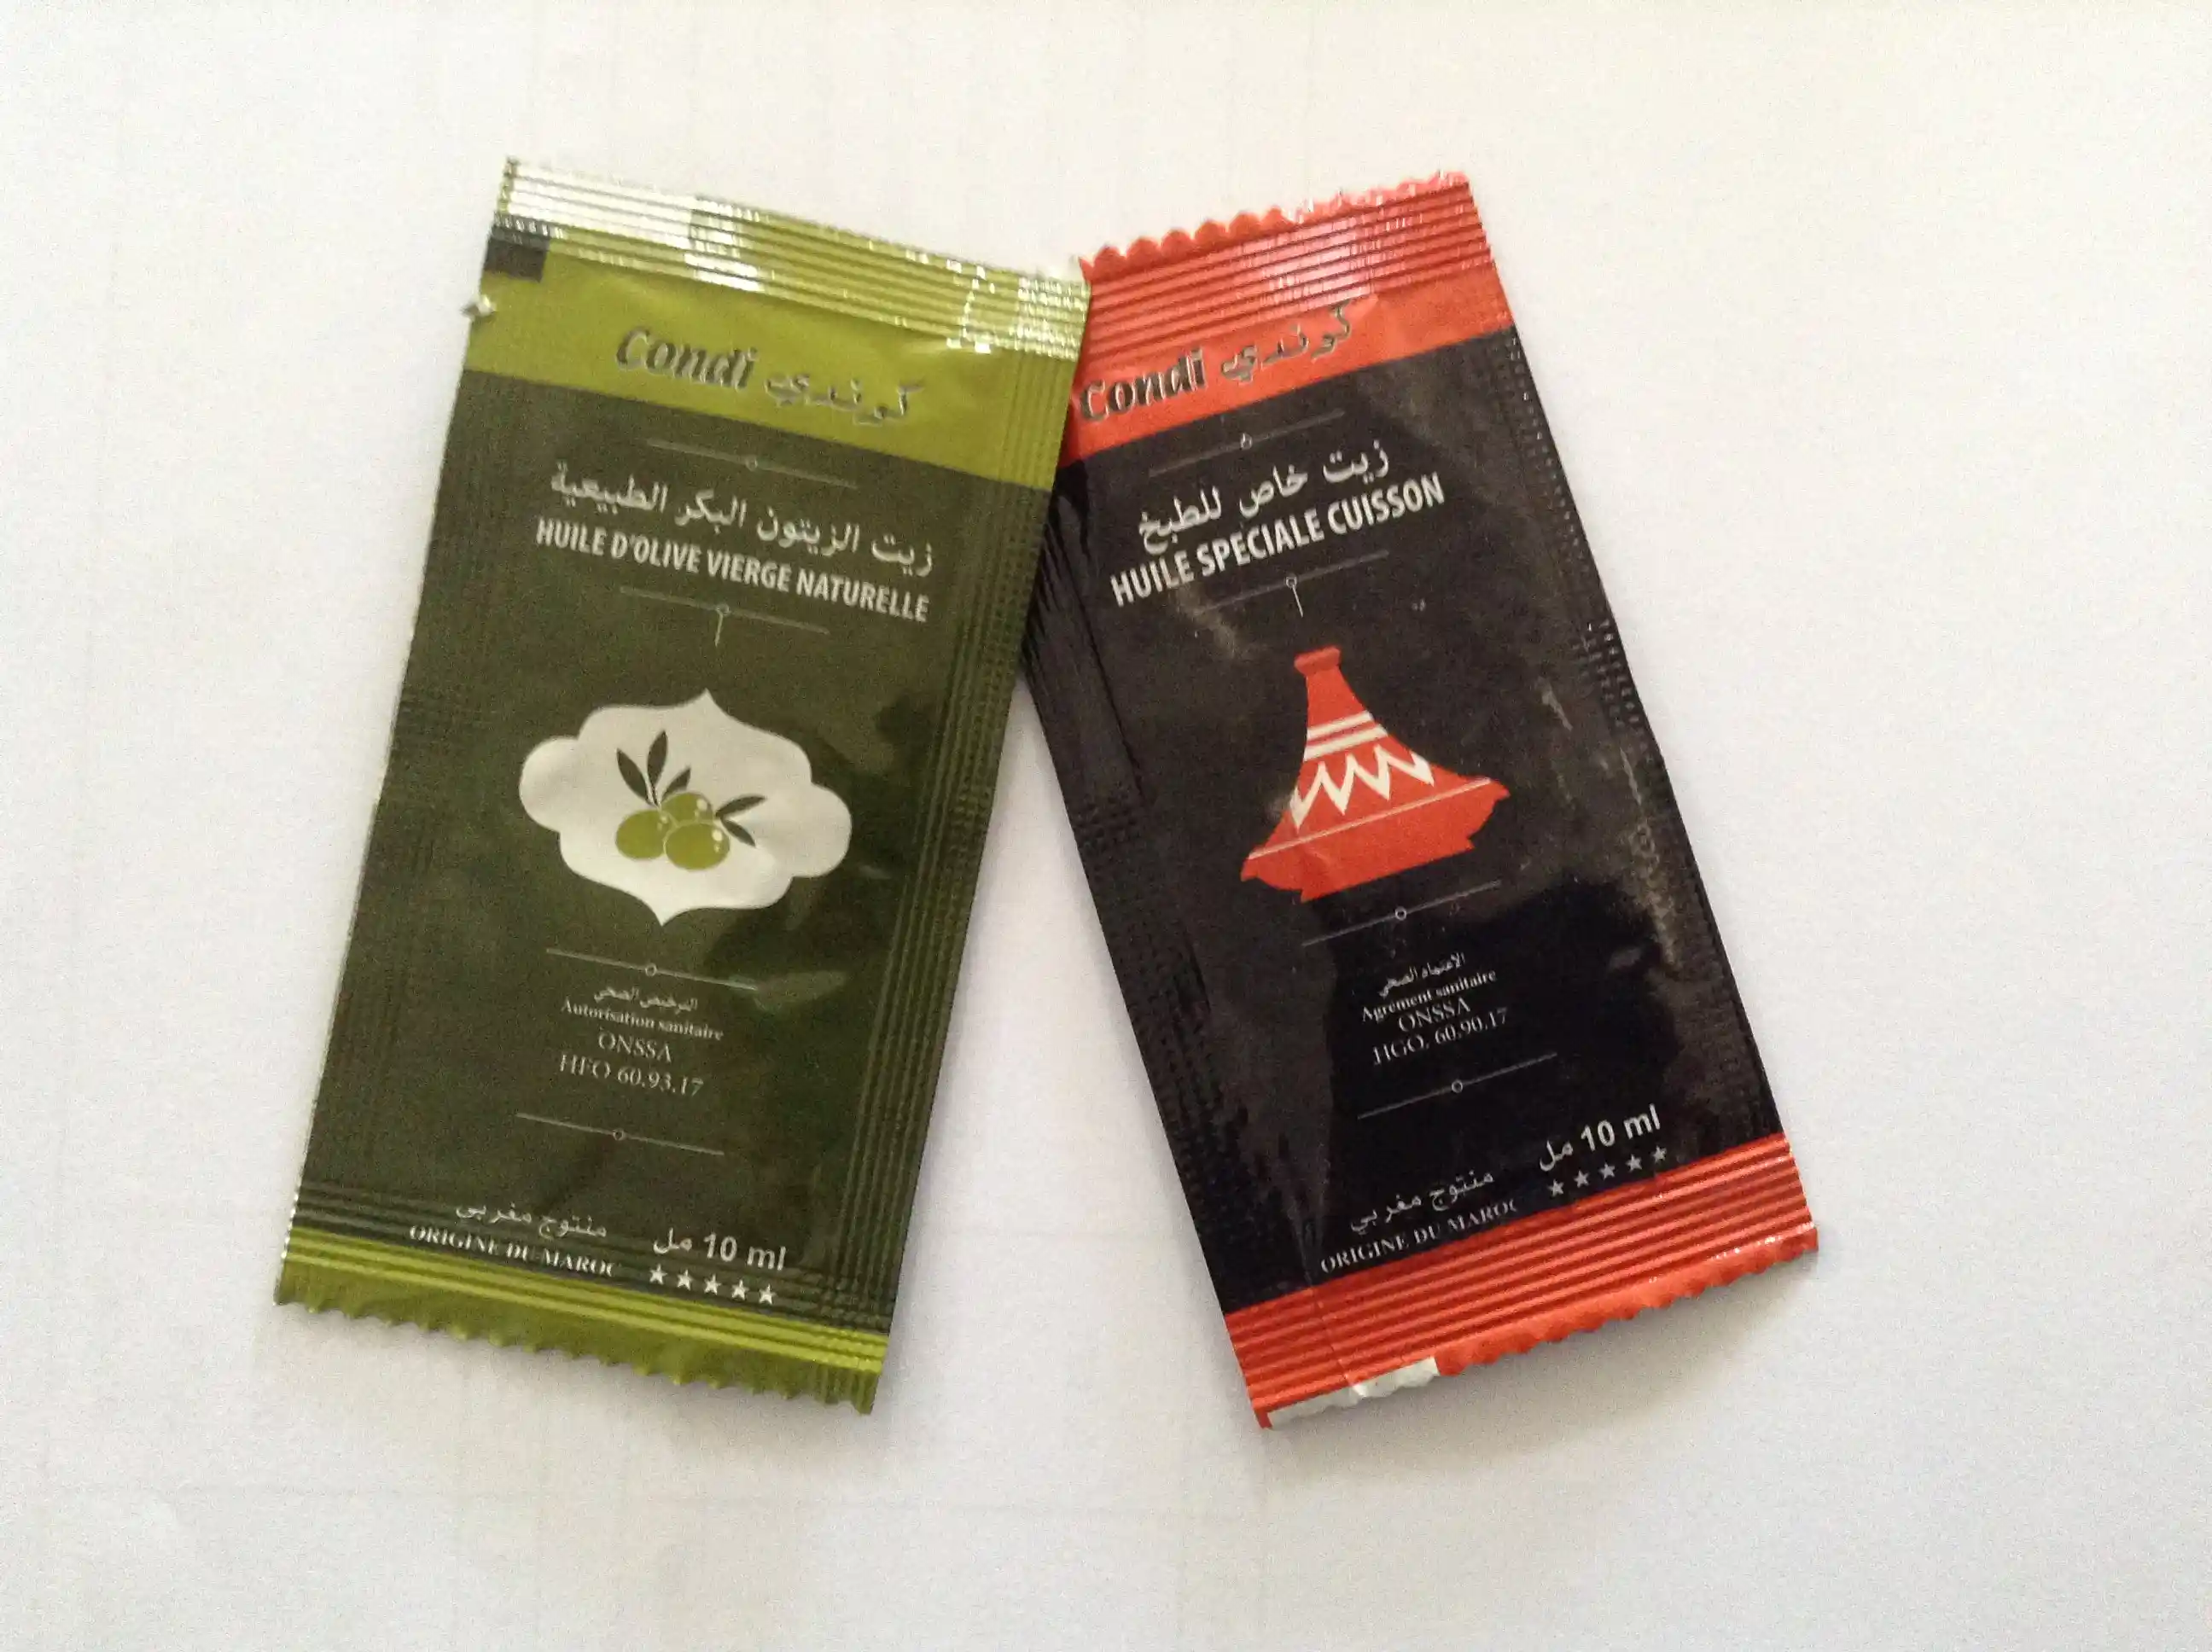 Condi كوندي
زيت الزيتون البكر الطبيعية
HUILE D'OLIVE VIERGE NATURELLE
الترخيص الصحي
Autorisation sanitaire
ONSSA
HFO 60.93.17
منتوج مغربي
ORIGINE DU MAROC
10 ml مل
Condi كوندي
زيت خاص للطبخ
HUILE SPECIALE CUISSON
الاعتماد الصحي
Agrement sanitaire
ONSSA
HGO. 60.90.17
10 ml مل
منتوج مغربي
ORIGINE DU MAROC